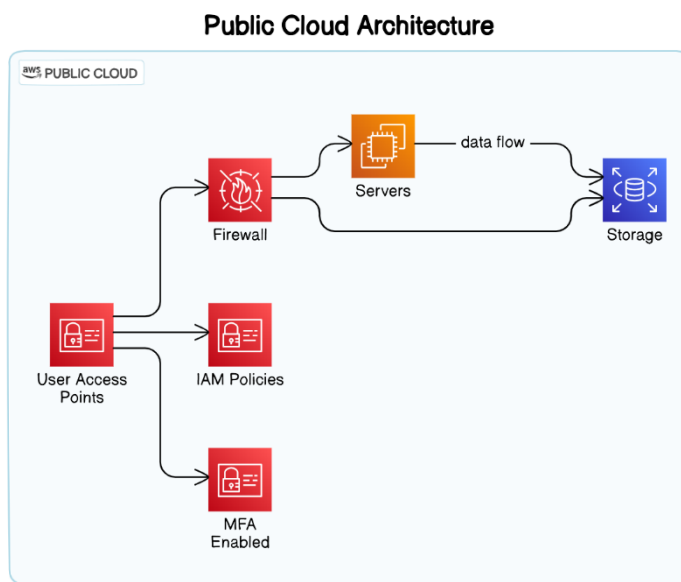 Public Cloud Architecture
aws PUBLIC CLOUD
Servers
data flow
Firewall
Storage
User Access
Points
IAM Policies
MFA
Enabled